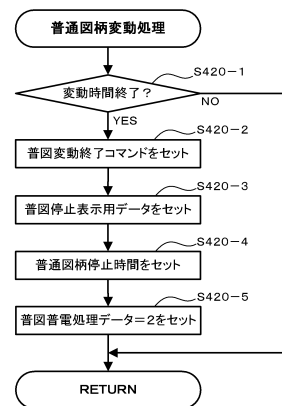 普通図柄変動処理
S420-1
変動時間終了？
NO
YES
S420-2
普図変動終了コマンドをセット
S420-3
普図停止表示用データをセット
S420-4
普通図柄停止時間をセット
S420-5
普図普電処理データ＝2をセット
RETURN